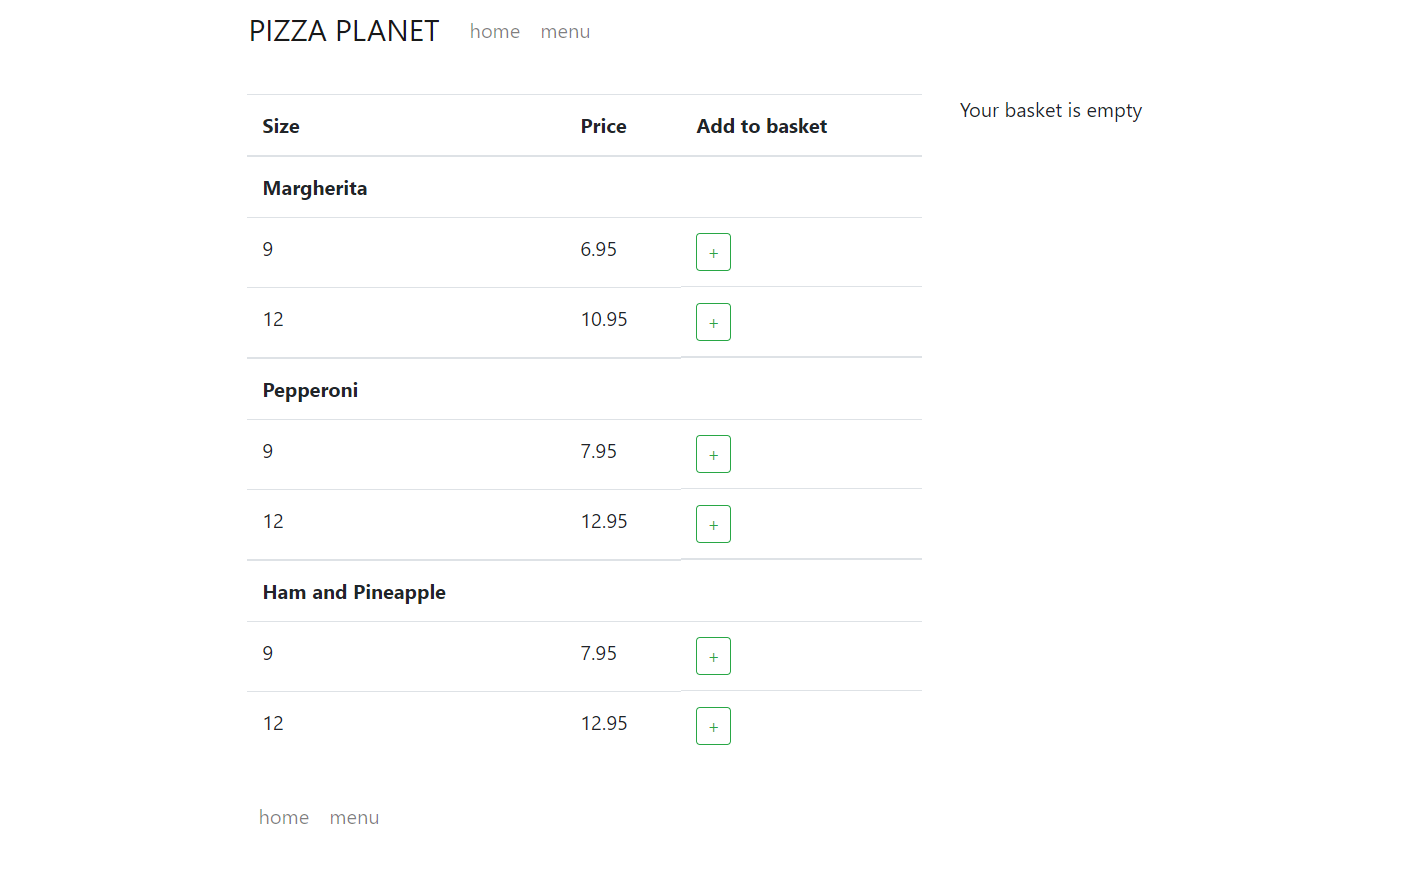 PIZZA PLANET home menu
Size Price Add to basket
Your basket is empty
Margherita
9 6.95 +
12 10.95 +
Pepperoni
9 7.95 +
12 12.95 +
Ham and Pineapple
9 7.95 +
12 12.95 +
home menu